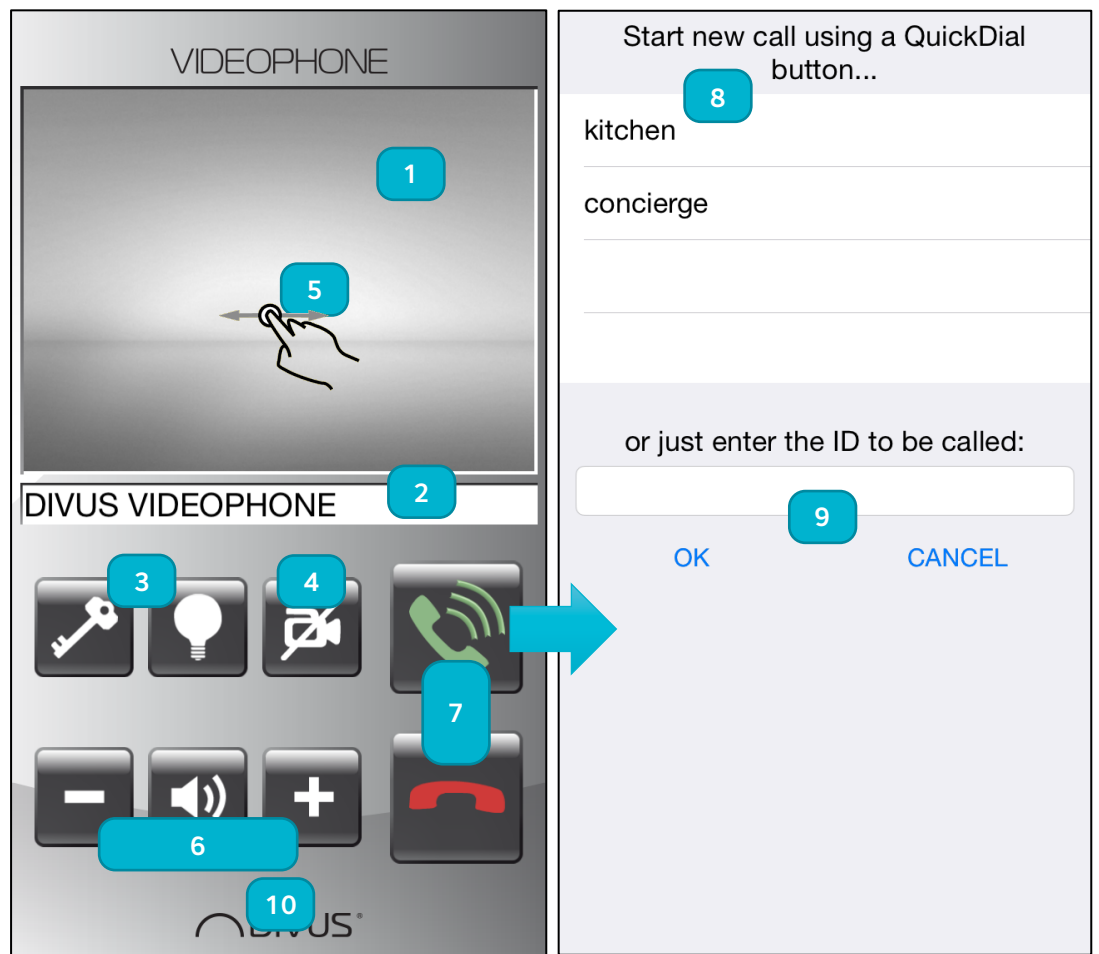 VIDEOPHONE
1
5
2
DIVUS VIDEOPHONE
3
4
7
6
10
DIVUS®
Start new call using a QuickDial
button...
8
kitchen
concierge
or just enter the ID to be called:
9
OK CANCEL